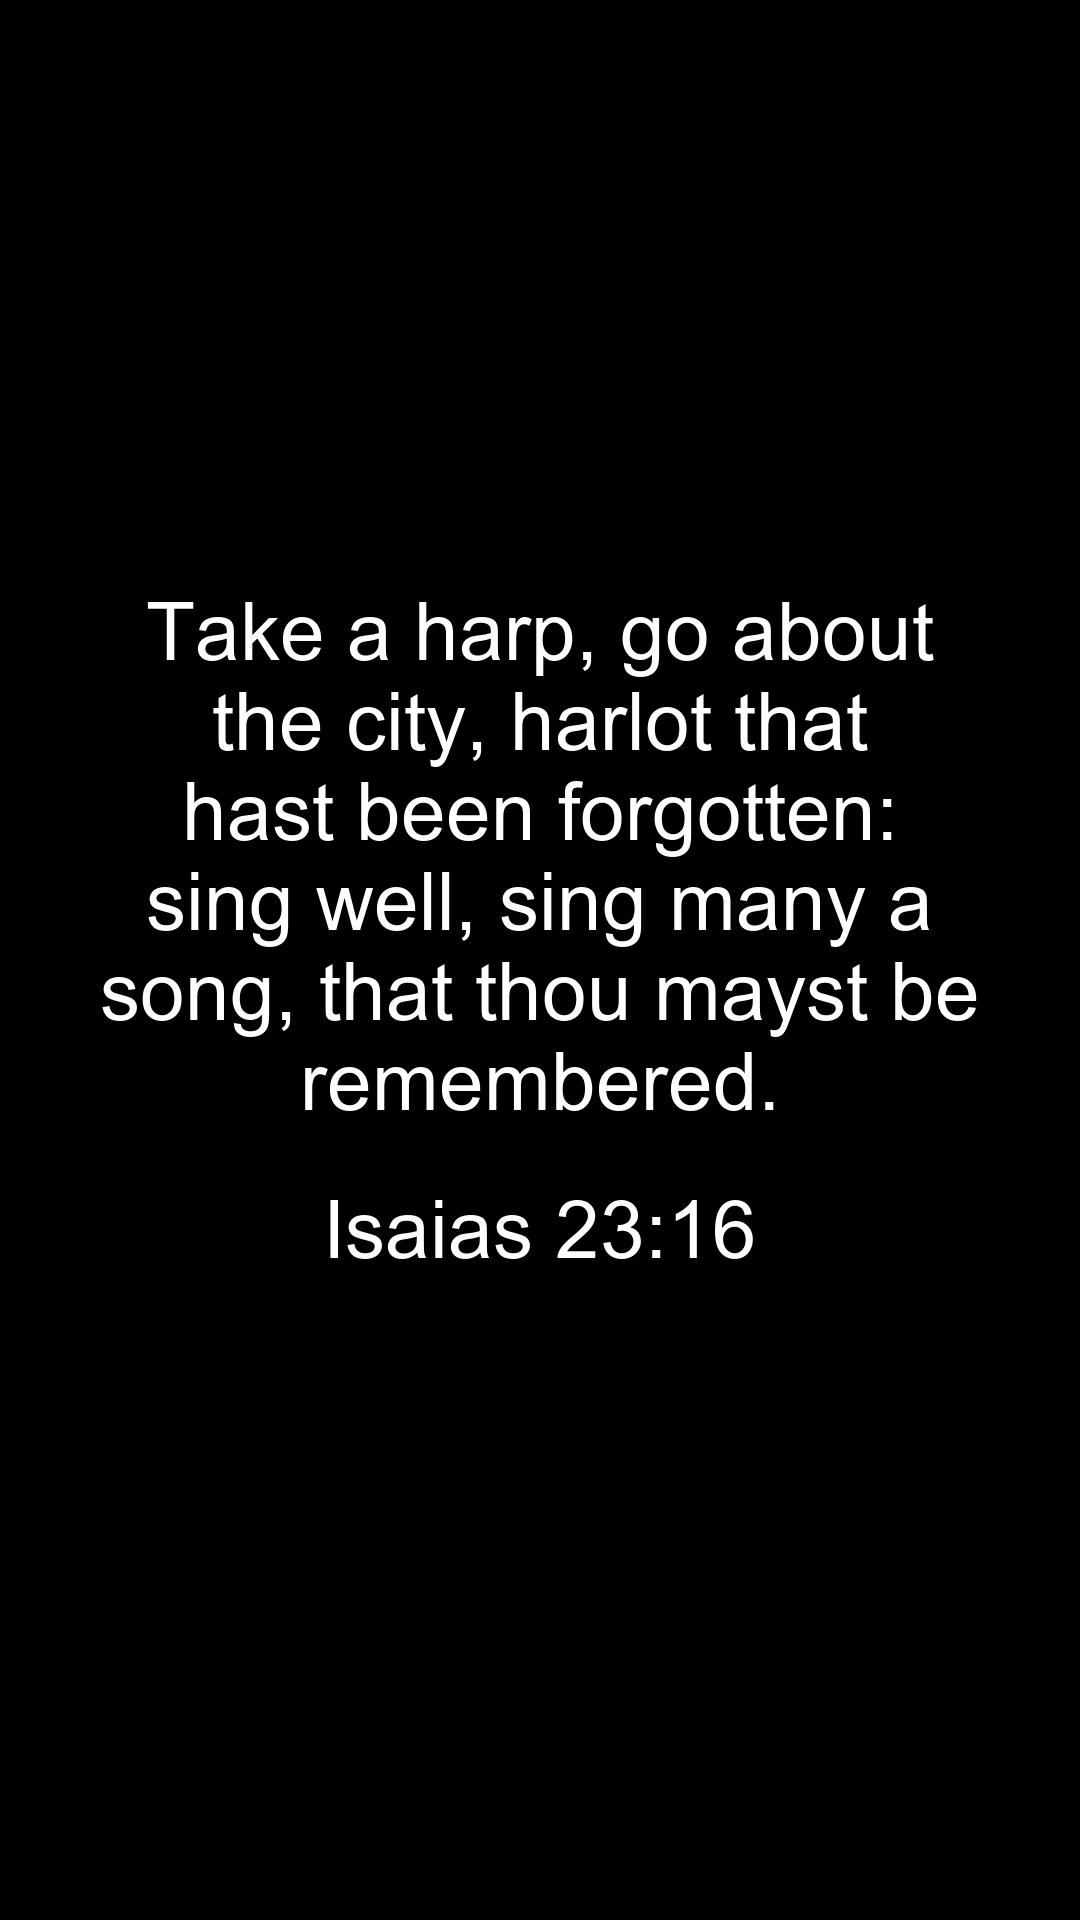 Take a harp, go about
the city, harlot that
hast been forgotten:
sing well, sing many a
song, that thou mayst be
remembered.
Isaias 23:16